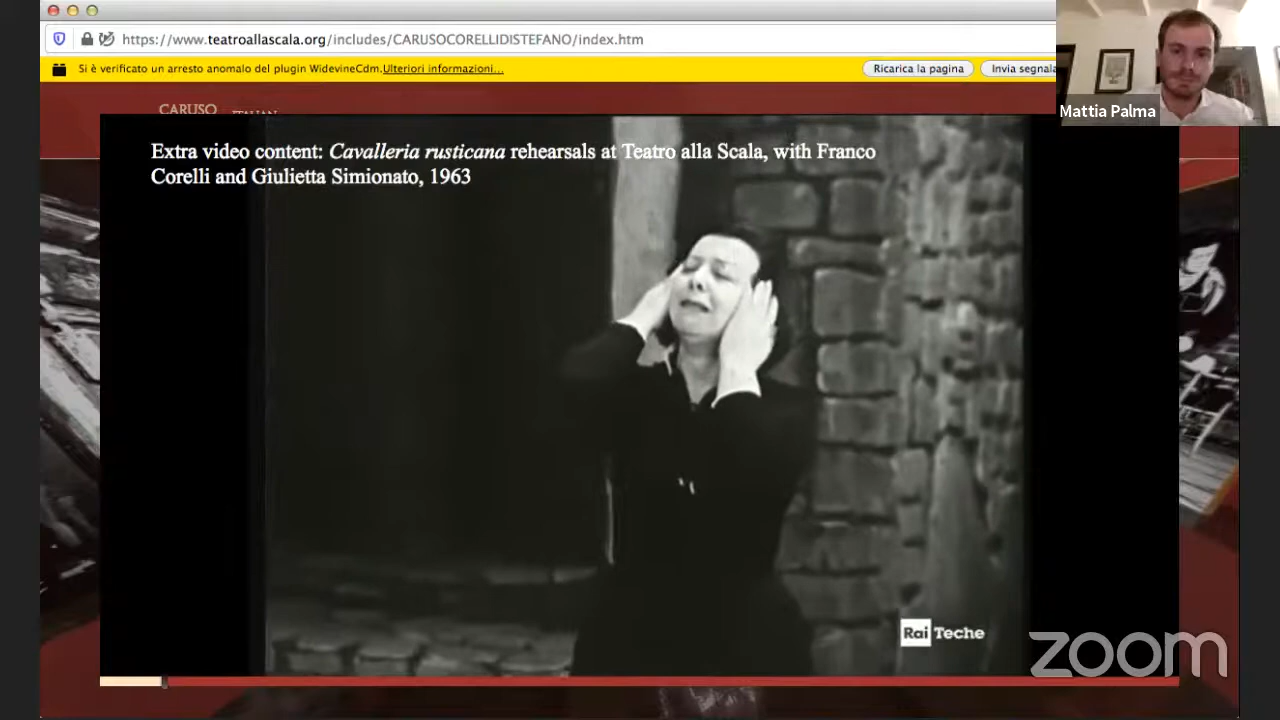 https://www.teatroallascala.org/includes/CARUSOCORELLIDISTEFANO/index.htm
Si è verificato un arresto anomalo del plugin WidevineCdm.Ulteriori informazioni...
Ricarica la pagina
Invia segnala
Mattia Palma
CARUSO
ITALIAN
Extra video content: Cavalleria rusticana rehearsals at Teatro alla Scala, with Franco
Corelli and Giulietta Simionato, 1963
Rai Teche
zoom